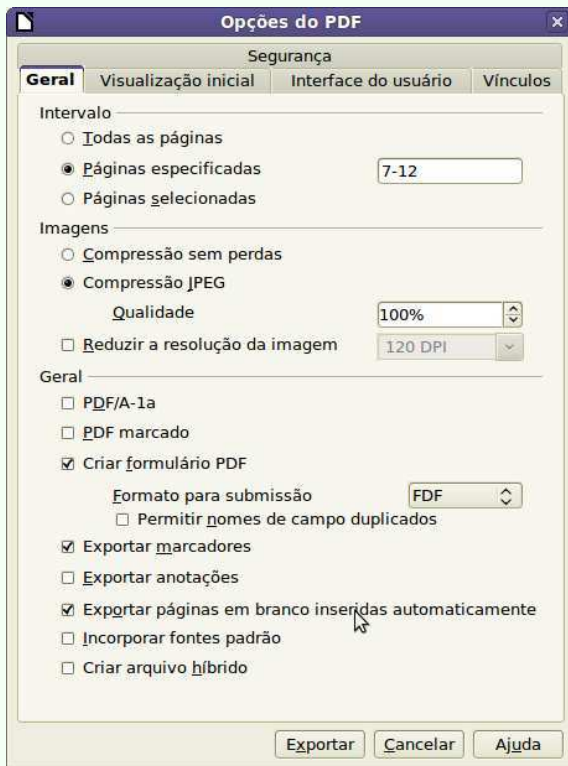 Opções do PDF
Segurança
Geral Visualização inicial Interface do usuário Vínculos
Intervalo
Todas as páginas
Páginas especificadas 7-12
Páginas selecionadas
Imagens
Compressão sem perdas
Compressão JPEG
Qualidade 100%
Reduzir a resolução da imagem 120 DPI
Geral
PDF/A-1a
PDF marcado
Criar formulário PDF
Formato para submissão FDF
Permitir nomes de campo duplicados
Exportar marcadores
Exportar anotações
Exportar páginas em branco inseridas automaticamente
Incorporar fontes padrão
Criar arquivo híbrido
Exportar Cancelar Ajuda